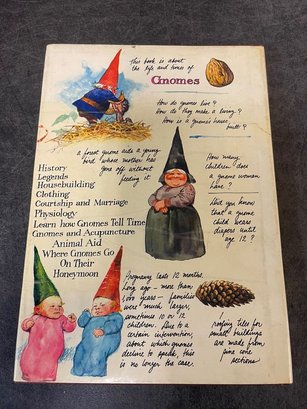 This book is about
the life and times of
Gnomes
How do gnomes live?
How do they make a living?
How is a gnomes house
built?
a forest gnome aids a young
bird whose mother has
gone off without
feeding it
How many
children does
a gnome woman
have?
History
Legends
Housebuilding
Clothing
Courtship and Marriage
Physiology
Learn how Gnomes Tell Time
Gnomes and Acupuncture
Animal Aid
Where Gnomes Go
On Their
Honeymoon
Did you know
that a gnome
child wears
diapers until
age 12?
Pregnancy lasts 12 months.
Long ago - more than
1,000 years - families
were much larger,
sometimes 10 or 12
children. Due to a
certain intervention,
about which gnomes
decline to speak, this
is no longer the case.
roofing tiles for
small buildings
are made from
pine cone
sections